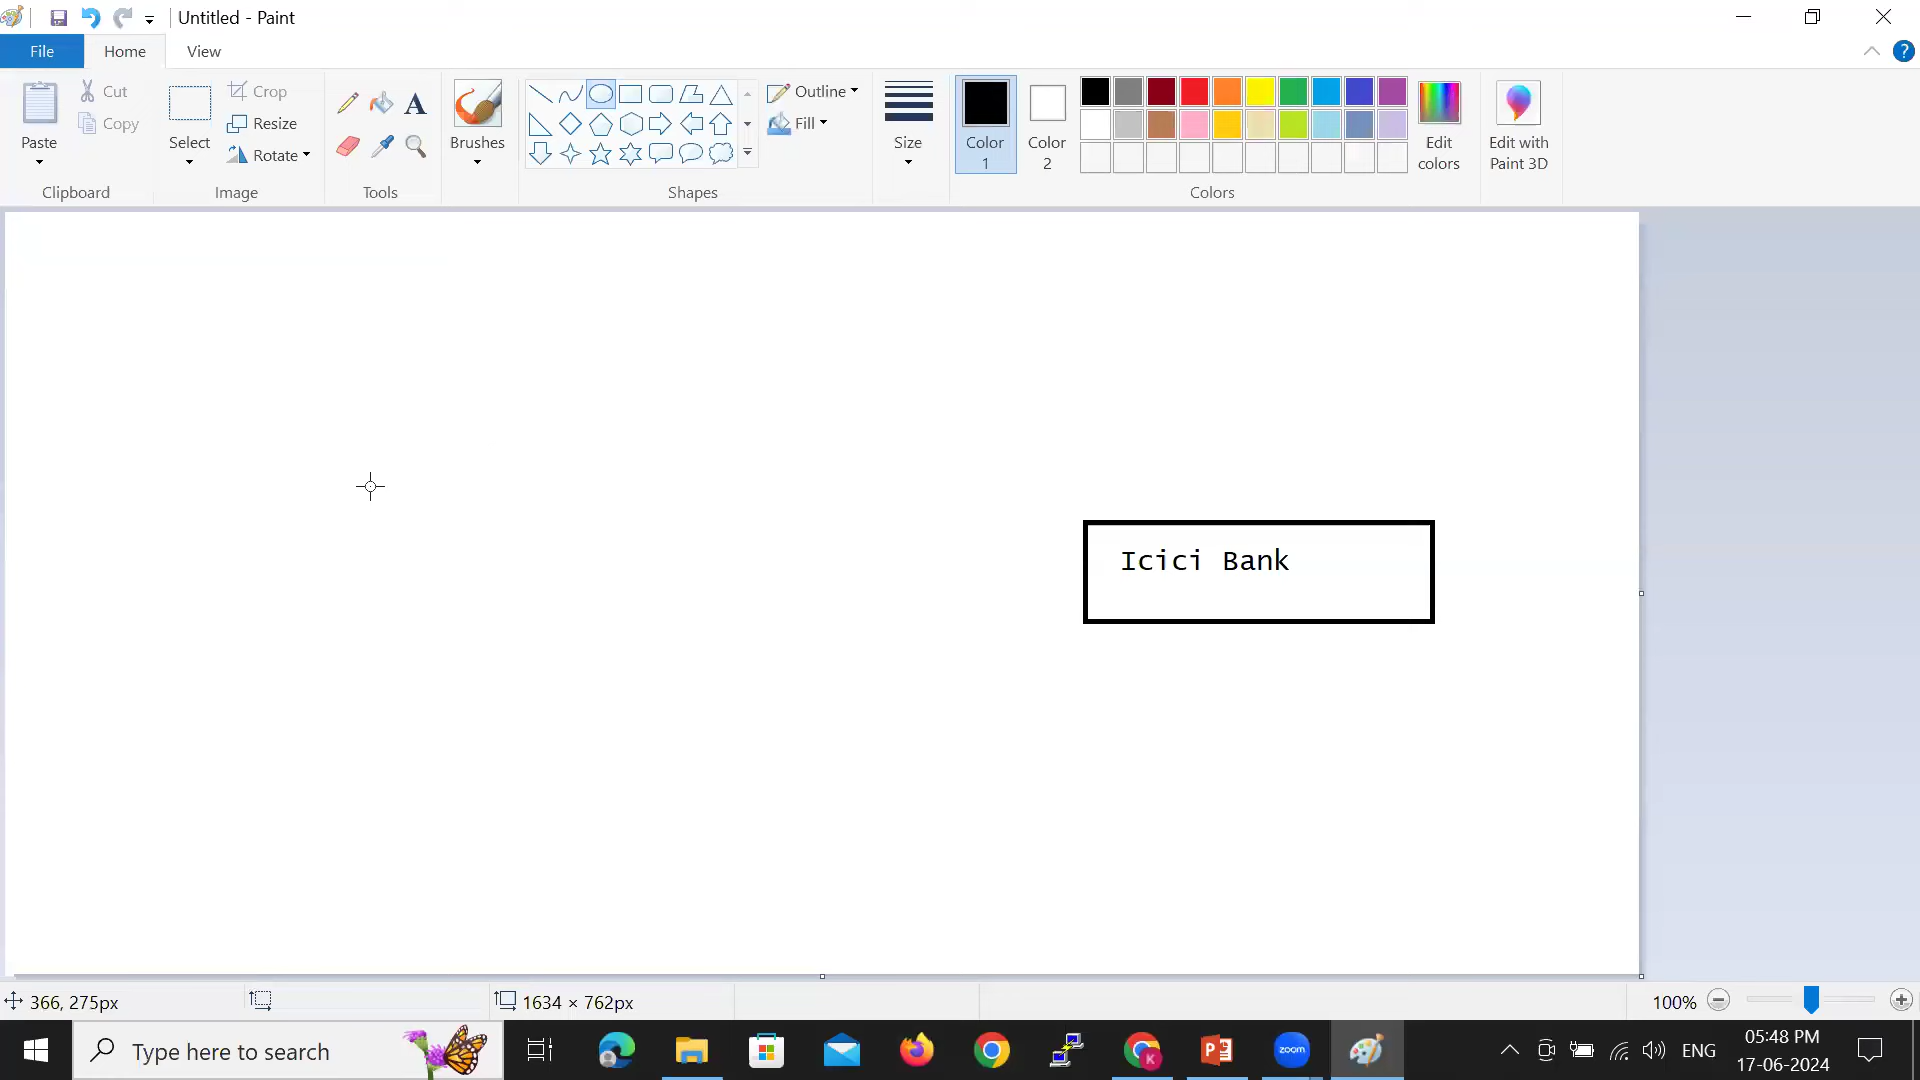 Untitled - Paint
File Home View
Paste Cut Copy
Clipboard
Select Crop Resize Rotate
Image
A
Tools
Brushes
Outline Fill
Shapes
Size
Color 1
Color 2
Edit colors
Colors
Edit with Paint 3D
?
Icici Bank
366, 275px
1634 × 762px
100%
Type here to search
K
P
zoom
ENG
05:48 PM
17-06-2024